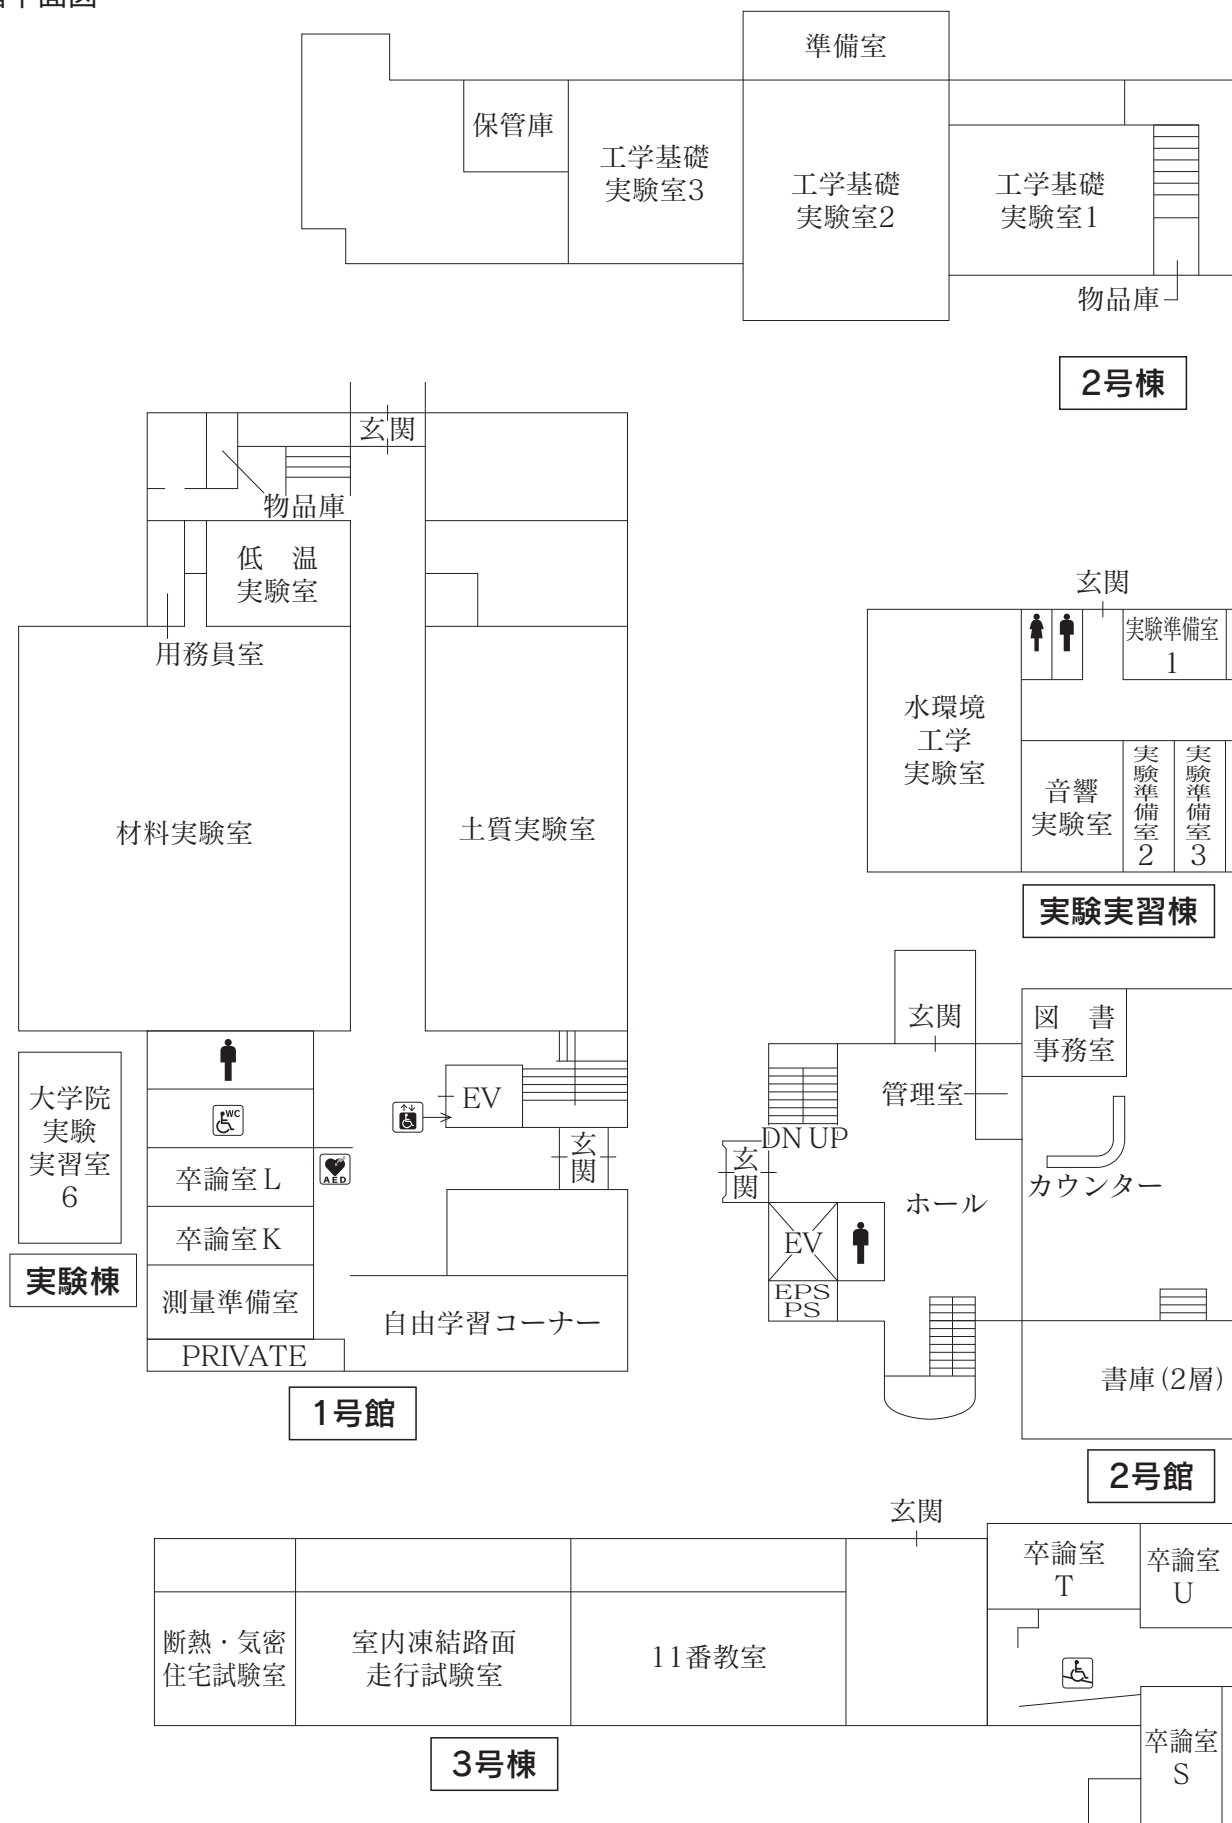 準備室
保管庫
工学基礎
実験室3
工学基礎
実験室2
工学基礎
実験室1
物品庫
2号棟
玄関
物品庫
低 温
実験室
用務員室
材料実験室
土質実験室
玄関
実験準備室
1
水環境
工学
実験室
音響
実験室
実験準備室2
実験準備室3
実験実習棟
大学院
実験
実習室
6
実験棟
WC
EV
玄関
卒論室L
AED
卒論室K
測量準備室
自由学習コーナー
PRIVATE
1号館
玄関
図 書
事務室
管理室
DN UP
玄関
カウンター
ホール
EV
EPS
PS
書庫(2層)
2号館
玄関
卒論室
T
卒論室
U
断熱・気密
住宅試験室
室内凍結路面
走行試験室
11番教室
卒論室
S
3号棟